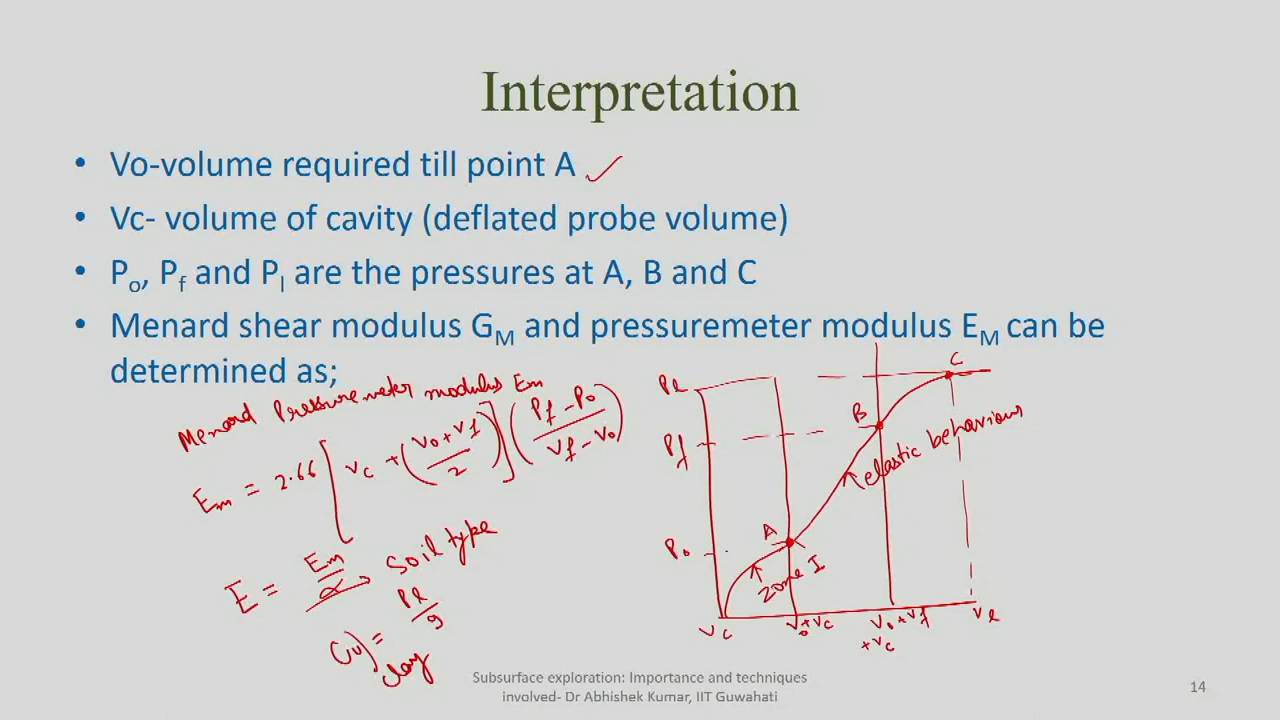 Interpretation
• Vo-volume required till point A ✓
• Vc- volume of cavity (deflated probe volume)
• Po, Pf and Pl are the pressures at A, B and C
• Menard shear modulus GM and pressuremeter modulus EM can be
determined as;
Menard Pressuremeter modulus Em
Em = 2.66 [ Vc + ( (Vo + Vf) / 2 ) ] ( (Pf - Po) / (Vf - Vo) )
E = Em / α → Soil type
(Cu)clay = Pl / 9
Pl
C
Pf
B
elastic behaviour
Po
A
Zone I
Vc
Vo+Vc
Vo+Vf
+Vc
Vl
Subsurface exploration: Importance and techniques
involved- Dr Abhishek Kumar, IIT Guwahati
14